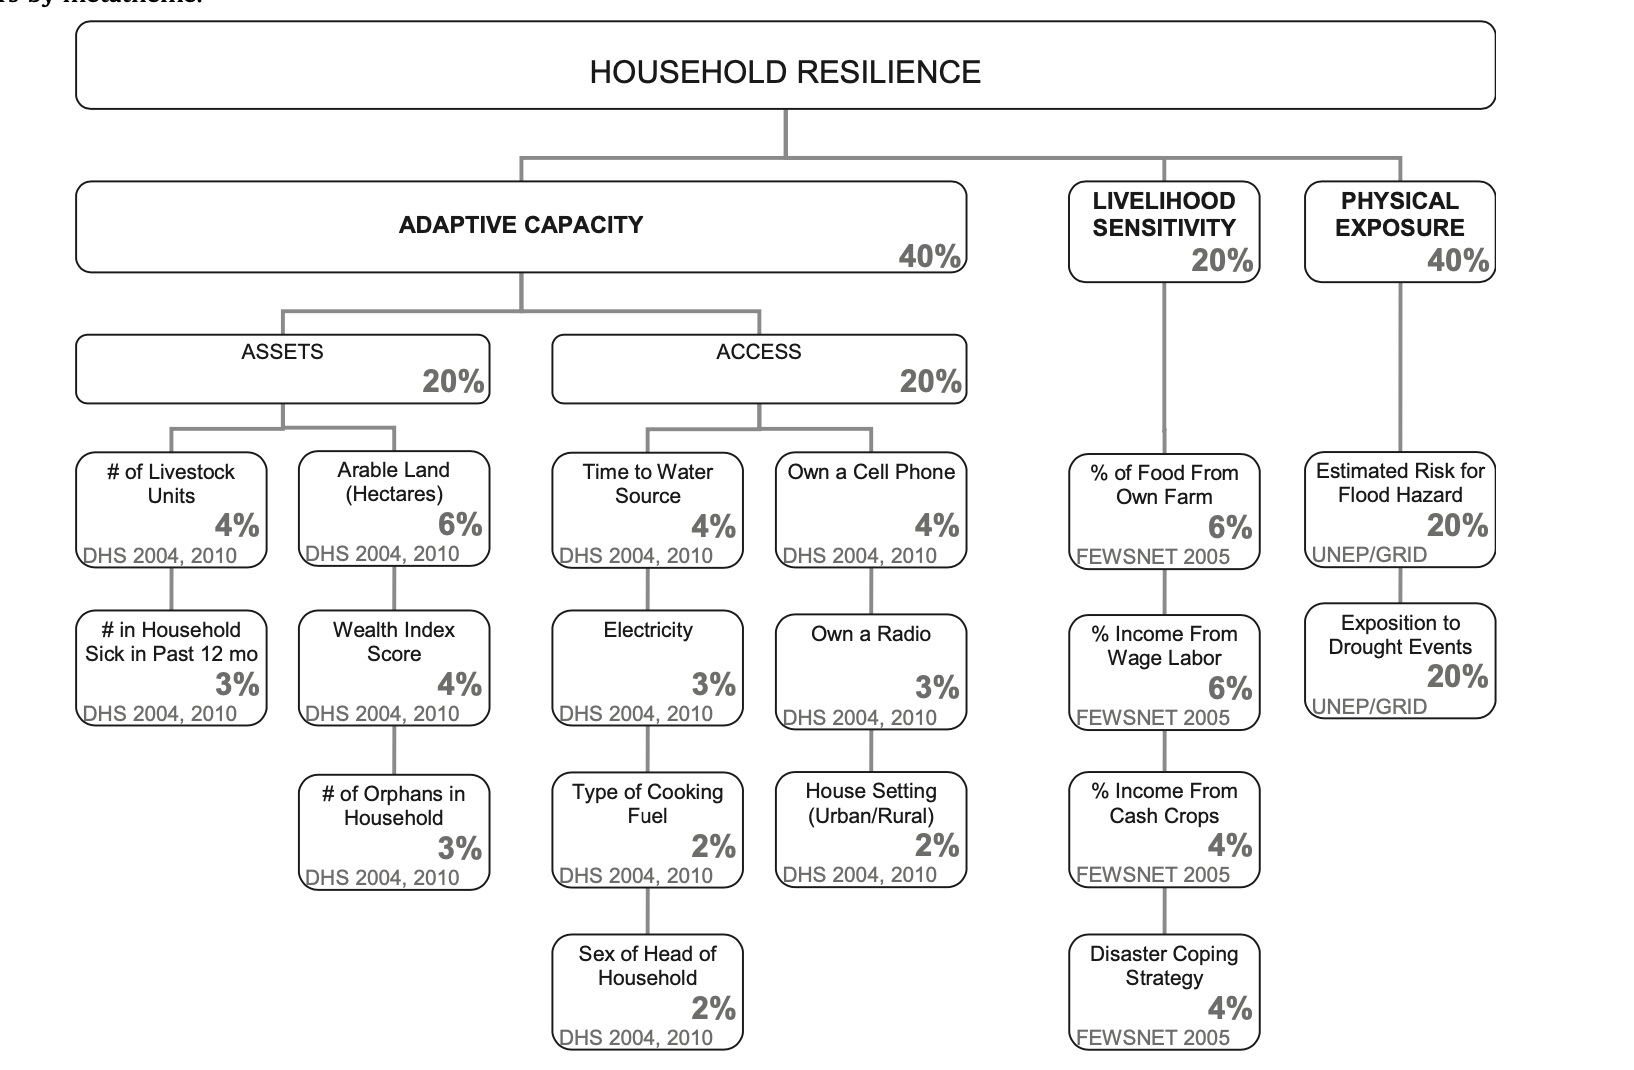 by metatheme.
HOUSEHOLD RESILIENCE
ADAPTIVE CAPACITY
40%
LIVELIHOOD
SENSITIVITY
20%
PHYSICAL
EXPOSURE
40%
ASSETS
20%
ACCESS
20%
# of Livestock
Units
4%
DHS 2004, 2010
Arable Land
(Hectares)
6%
DHS 2004, 2010
Time to Water
Source
4%
DHS 2004, 2010
Own a Cell Phone
4%
DHS 2004, 2010
% of Food From
Own Farm
6%
FEWSNET 2005
Estimated Risk for
Flood Hazard
20%
UNEP/GRID
# in Household
Sick in Past 12 mo
3%
DHS 2004, 2010
Wealth Index
Score
4%
DHS 2004, 2010
Electricity
3%
DHS 2004, 2010
Own a Radio
3%
DHS 2004, 2010
% Income From
Wage Labor
6%
FEWSNET 2005
Exposition to
Drought Events
20%
UNEP/GRID
# of Orphans in
Household
3%
DHS 2004, 2010
Type of Cooking
Fuel
2%
DHS 2004, 2010
House Setting
(Urban/Rural)
2%
DHS 2004, 2010
% Income From
Cash Crops
4%
FEWSNET 2005
Sex of Head of
Household
2%
DHS 2004, 2010
Disaster Coping
Strategy
4%
FEWSNET 2005